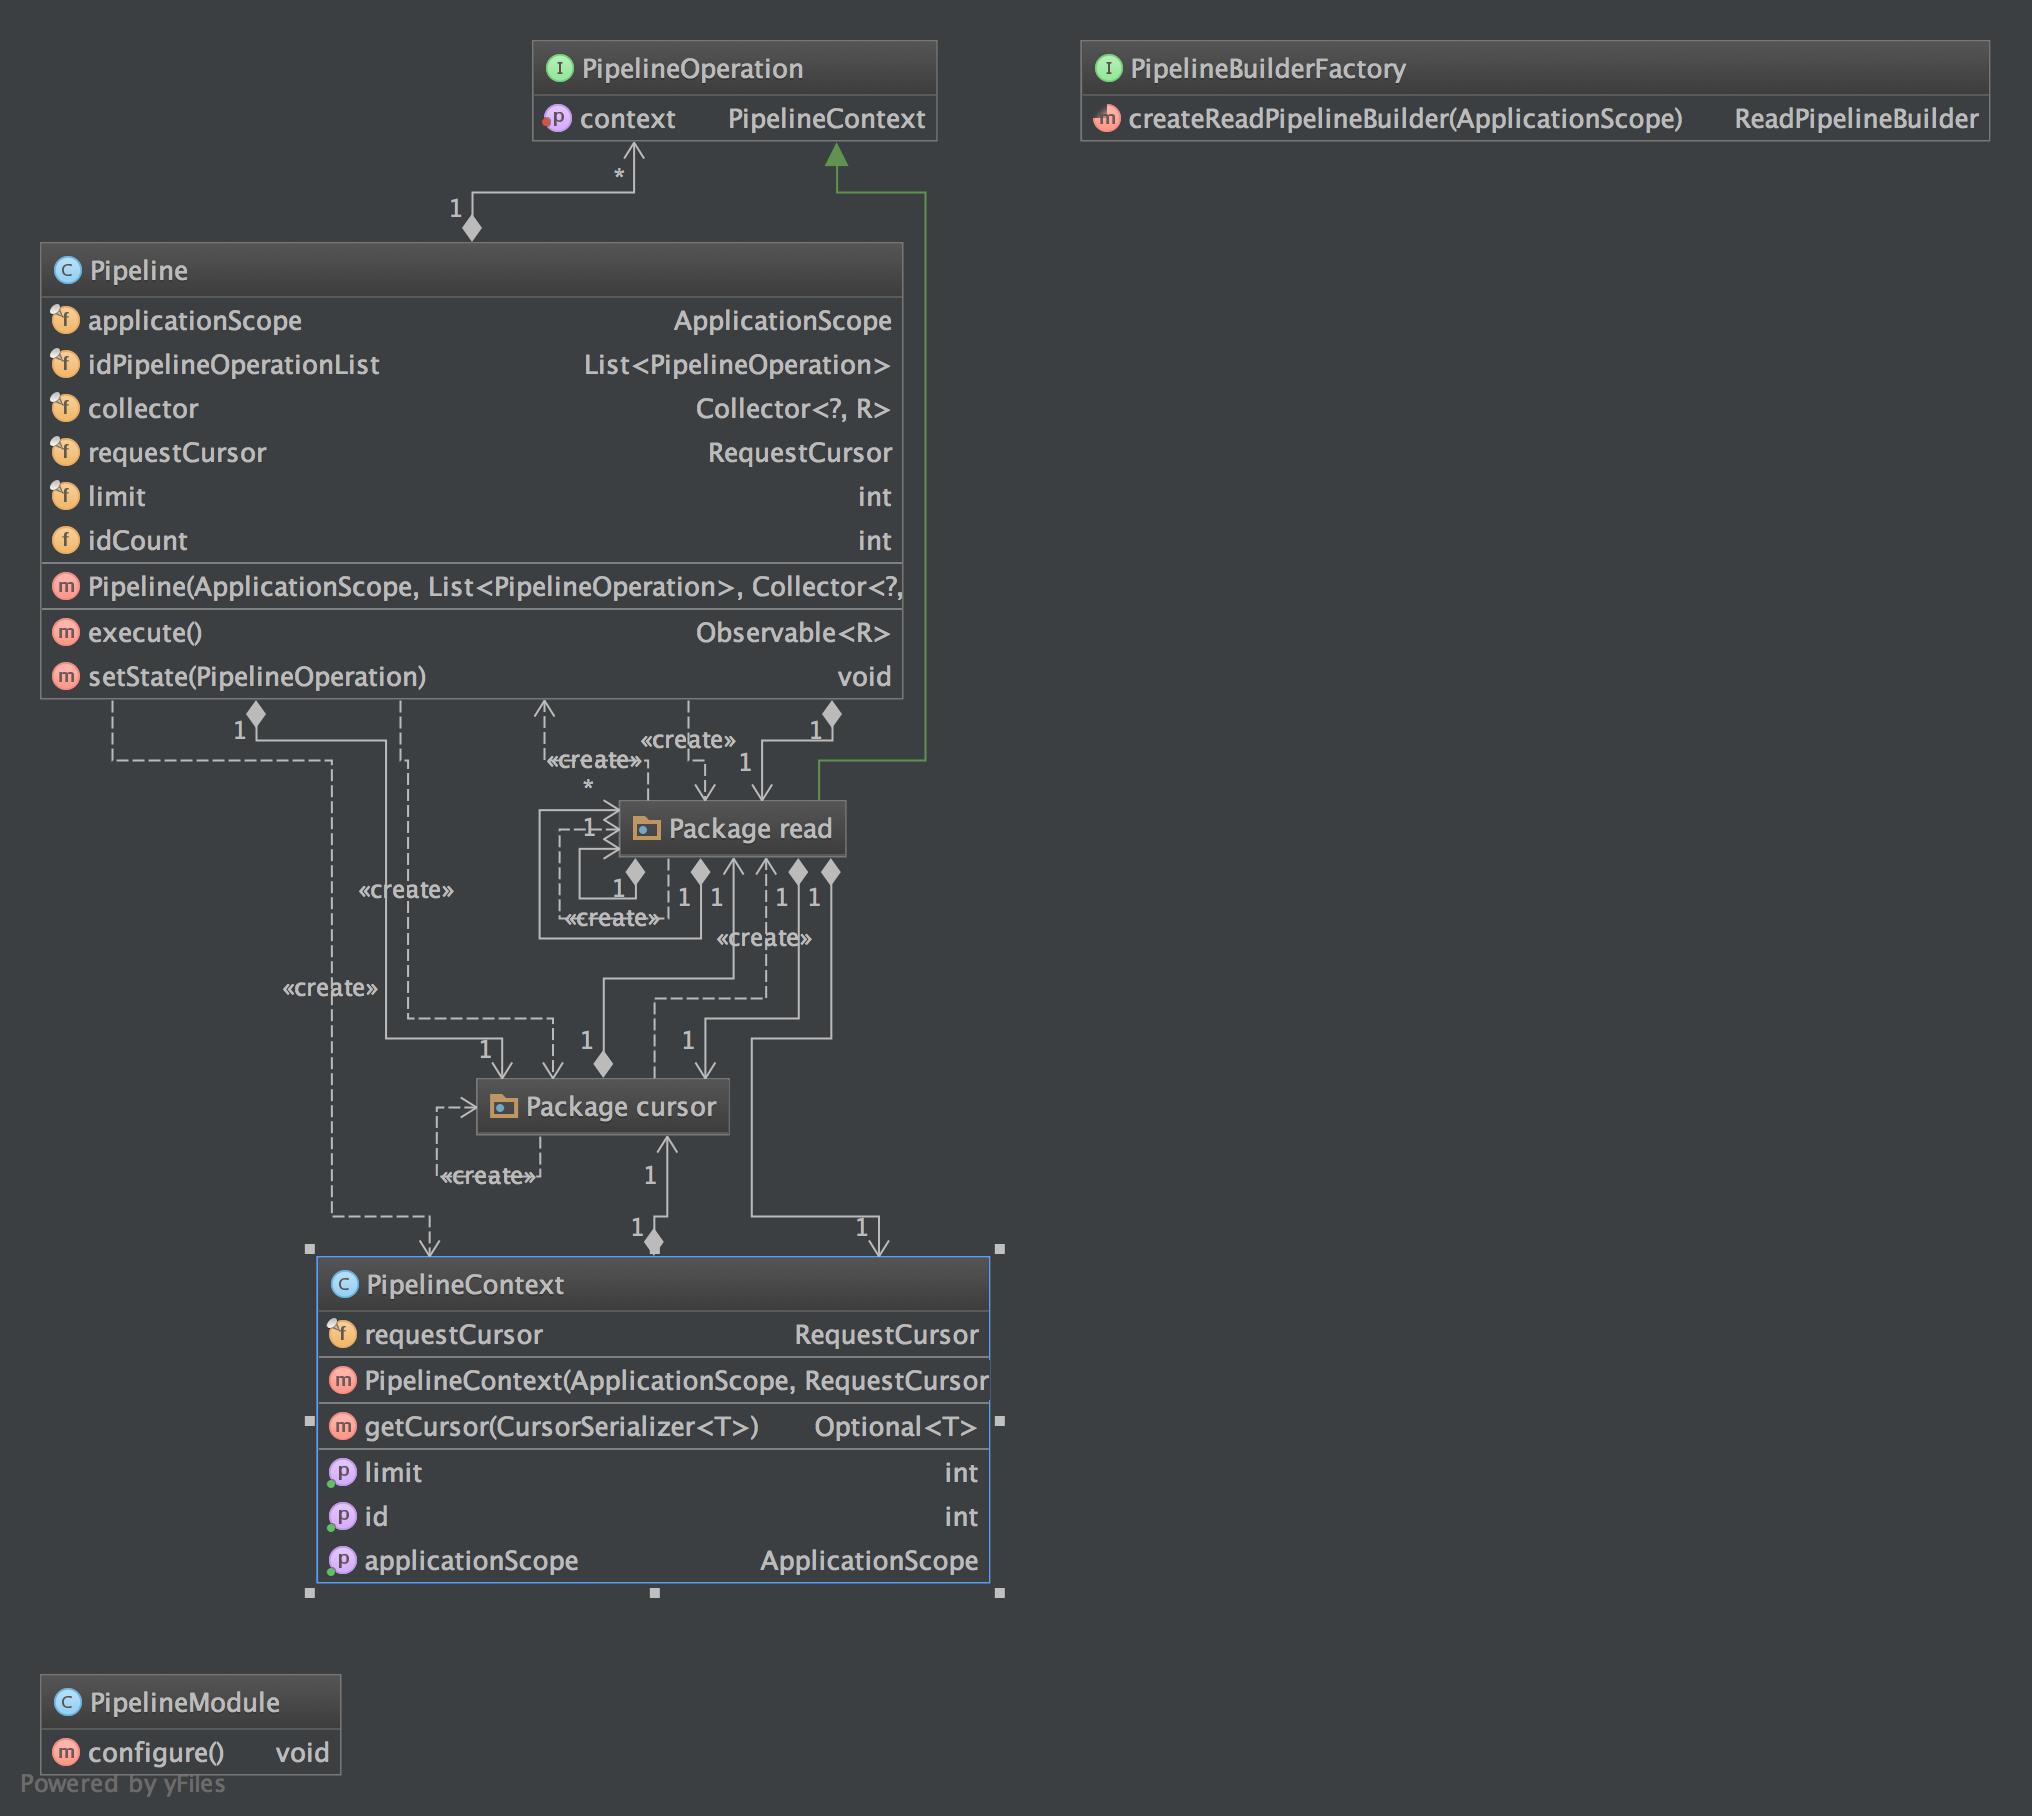 PipelineOperation
context PipelineContext
PipelineBuilderFactory
createReadPipelineBuilder(ApplicationScope) ReadPipelineBuilder
*
1
Pipeline
applicationScope ApplicationScope
idPipelineOperationList List<PipelineOperation>
collector Collector<?, R>
requestCursor RequestCursor
limit int
idCount int
Pipeline(ApplicationScope, List<PipelineOperation>, Collector<?,
execute() Observable<R>
setState(PipelineOperation) void
1 1
«create»
«create» 1
*
1 Package read
1 1 1 1 1
«create»
«create»
«create»
«create»
1 1 1
Package cursor
«create» 1
1 1
PipelineContext
requestCursor RequestCursor
PipelineContext(ApplicationScope, RequestCursor
getCursor(CursorSerializer<T>) Optional<T>
limit int
id int
applicationScope ApplicationScope
PipelineModule
configure() void
Powered by yFiles